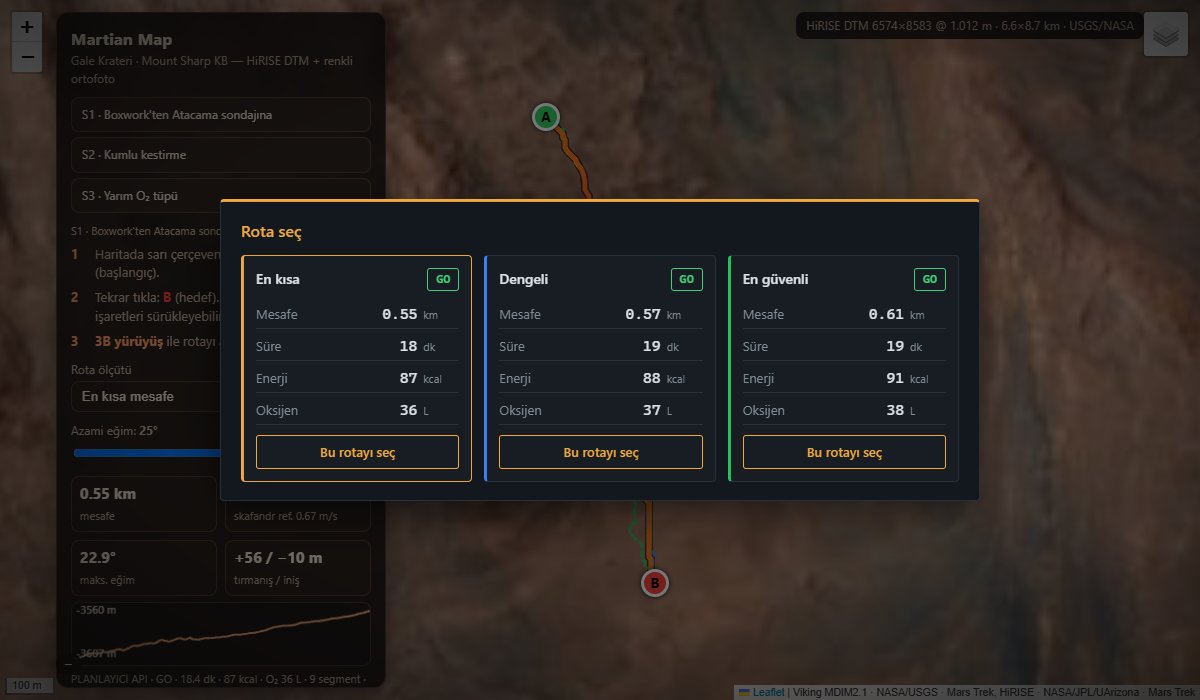 +
−
Martian Map
Gale Krateri · Mount Sharp KB — HiRISE DTM + renkli
ortofoto
S1 · Boxwork'ten Atacama sondajına
S2 · Kumlu kestirme
S3 · Yarım O₂ tüpü
S1 · Boxwork'ten Atacama
1 Haritada sarı
(başlangıç).
2 Tekrar tıkla: B (hedef).
işaretleri
3 3B yürüyüş ile rotayı
Rota ölçütü
En kısa mesafe
Azami eğim: 25°
0.55 km
mesafe
skafandr ref. 0.67 m/s
22.9°
maks. eğim
+56 / −10 m
tırmanış / iniş
-3560 m
-3607 m
PLANLAYICI API · GO · 18.4 dk · 87 kcal · O₂ 36 L · 9 segment ·
100 m
HiRISE DTM 6574×8583 @ 1.012 m · 6.6×8.7 km · USGS/NASA
A
Rota seç
En kısa GO
Mesafe 0.55 km
Süre 18 dk
Enerji 87 kcal
Oksijen 36 L
Bu rotayı seç
Dengeli GO
Mesafe 0.57 km
Süre 19 dk
Enerji 88 kcal
Oksijen 37 L
Bu rotayı seç
En güvenli GO
Mesafe 0.61 km
Süre 19 dk
Enerji 91 kcal
Oksijen 38 L
Bu rotayı seç
B
Leaflet | Viking MDIM2.1 · NASA/USGS · Mars Trek, HiRISE · NASA/JPL/UArizona · Mars Trek